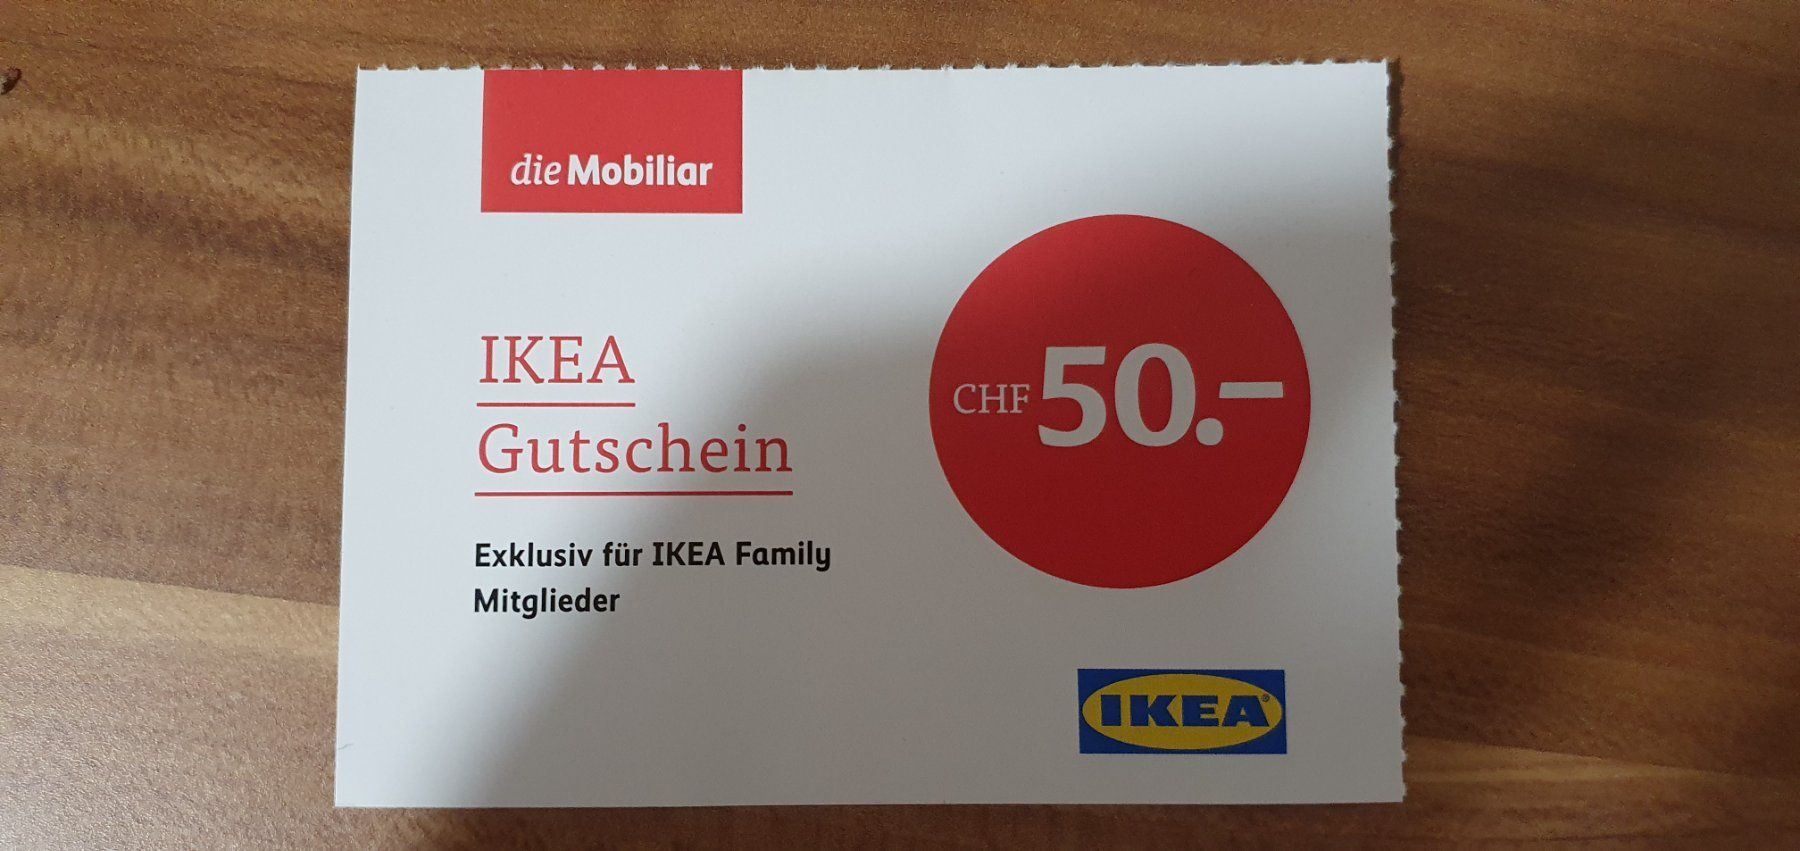 die Mobiliar
IKEA
Gutschein
CHF 50.–
Exklusiv für IKEA Family
Mitglieder
IKEA®